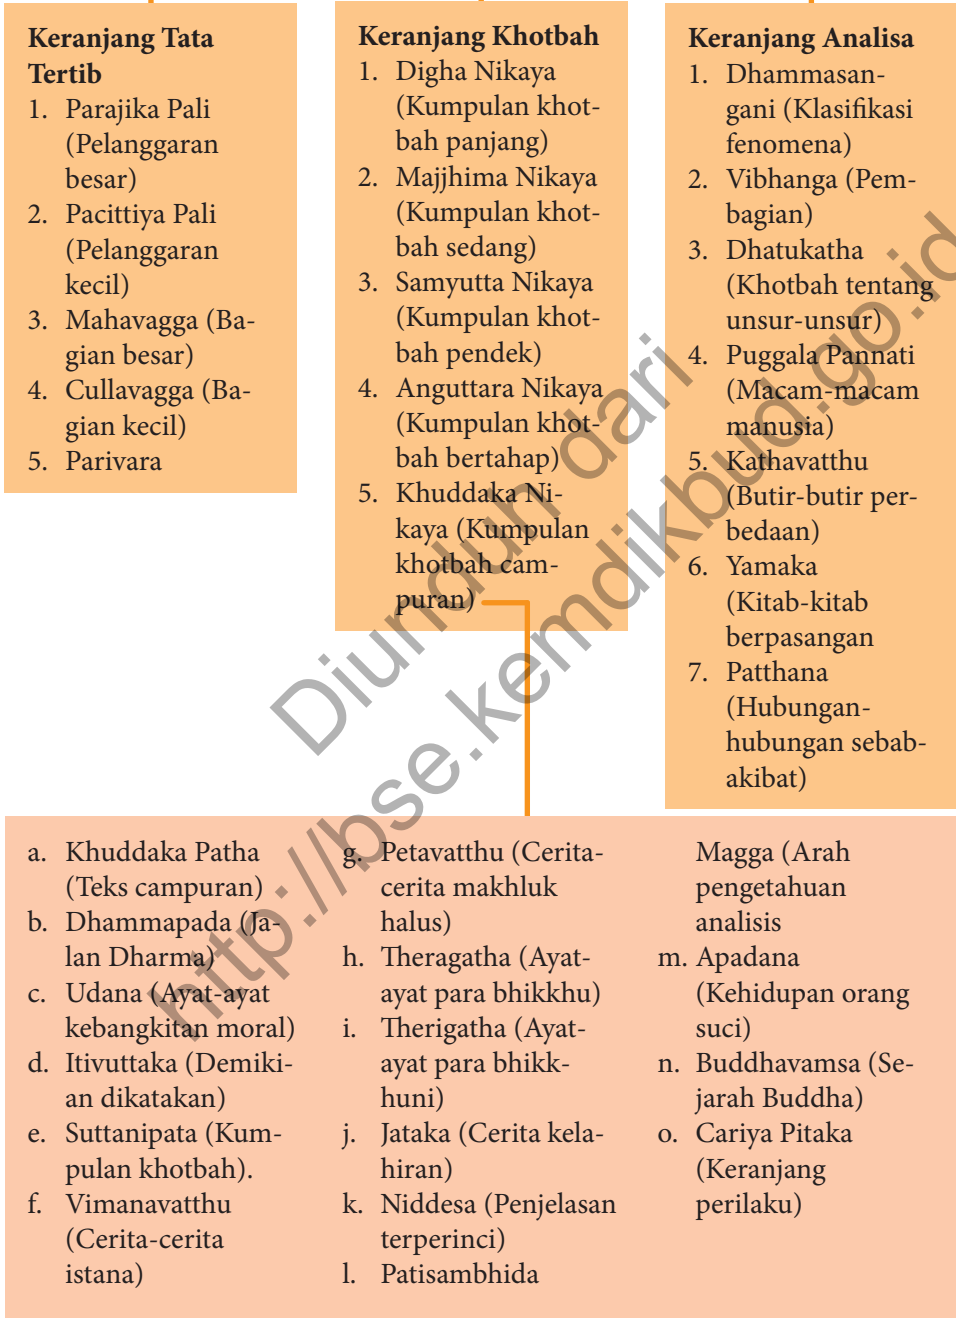 Keranjang Tata
Tertib
1. Parajika Pali
(Pelanggaran
besar)
2. Pacittiya Pali
(Pelanggaran
kecil)
3. Mahavagga (Ba-
gian besar)
4. Cullavagga (Ba-
gian kecil)
5. Parivara
Keranjang Khotbah
1. Digha Nikaya
(Kumpulan khot-
bah panjang)
2. Majjhima Nikaya
(Kumpulan khot-
bah sedang)
3. Samyutta Nikaya
(Kumpulan khot-
bah pendek)
4. Anguttara Nikaya
(Kumpulan khot-
bah bertahap)
5. Khuddaka Ni-
kaya (Kumpulan
khotbah cam-
puran)
Keranjang Analisa
1. Dhammasan-
gani (Klasifikasi
fenomena)
2. Vibhanga (Pem-
bagian)
3. Dhatukatha
(Khotbah tentang
unsur-unsur)
4. Puggala Pannati
(Macam-macam
manusia)
5. Kathavatthu
(Butir-butir per-
bedaan)
6. Yamaka
(Kitab-kitab
berpasangan
7. Patthana
(Hubungan-
hubungan sebab-
akibat)
a. Khuddaka Patha
(Teks campuran)
b. Dhammapada (Ja-
lan Dharma)
c. Udana (Ayat-ayat
kebangkitan moral)
d. Itivuttaka (Demiki-
an dikatakan)
e. Suttanipata (Kum-
pulan khotbah).
f. Vimanavatthu
(Cerita-cerita
istana)
g. Petavatthu (Cerita-
cerita makhluk
halus)
h. Theragatha (Ayat-
ayat para bhikkhu)
i. Therigatha (Ayat-
ayat para bhikk-
huni)
j. Jataka (Cerita kela-
hiran)
k. Niddesa (Penjelasan
terperinci)
l. Patisambhida
Magga (Arah
pengetahuan
analisis
m. Apadana
(Kehidupan orang
suci)
n. Buddhavamsa (Se-
jarah Buddha)
o. Cariya Pitaka
(Keranjang
perilaku)
Diunduh dari
http://bse.kemdikbud.go.id